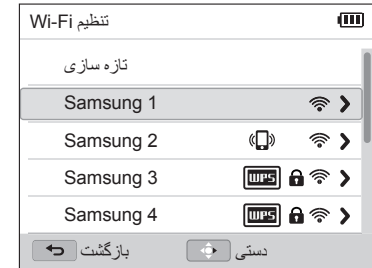 تنظیم Wi-Fi
تازه سازی
Samsung 1
Samsung 2
Samsung 3 WPS
Samsung 4 WPS
بازگشت دستی